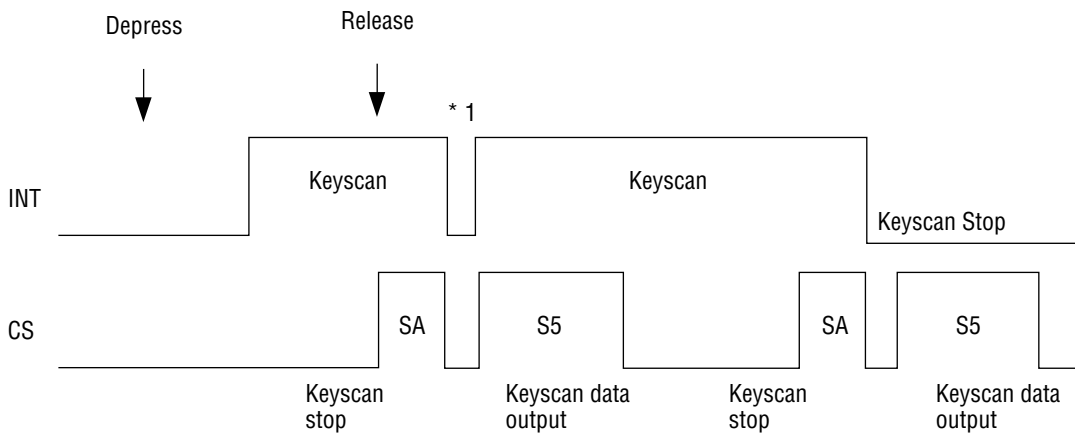 Depress
Release
* 1
INT
Keyscan
Keyscan
Keyscan Stop
CS
SA
S5
SA
S5
Keyscan
stop
Keyscan data
output
Keyscan
stop
Keyscan data
output